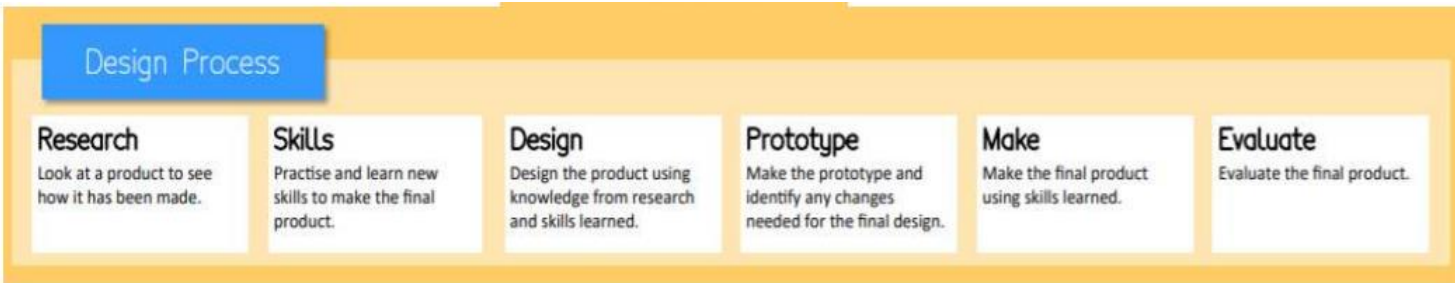 Design Process
Research
Look at a product to see
how it has been made.
Skills
Practise and learn new
skills to make the final
product.
Design
Design the product using
knowledge from research
and skills learned.
Prototype
Make the prototype and
identify any changes
needed for the final design.
Make
Make the final product
using skills learned.
Evaluate
Evaluate the final product.